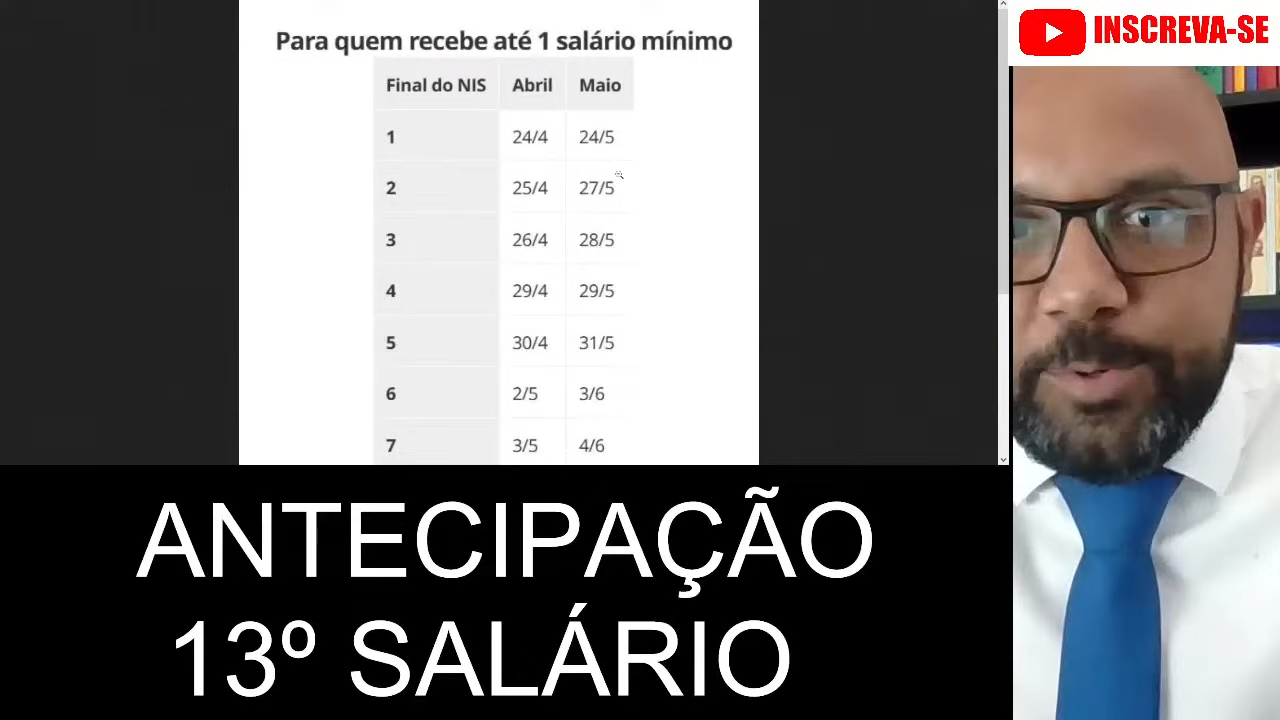 Para quem recebe até 1 salário mínimo
Final do NIS Abril Maio
1 24/4 24/5
2 25/4 27/5
3 26/4 28/5
4 29/4 29/5
5 30/4 31/5
6 2/5 3/6
7 3/5 4/6
INSCREVA-SE
ANTECIPAÇÃO
13º SALÁRIO